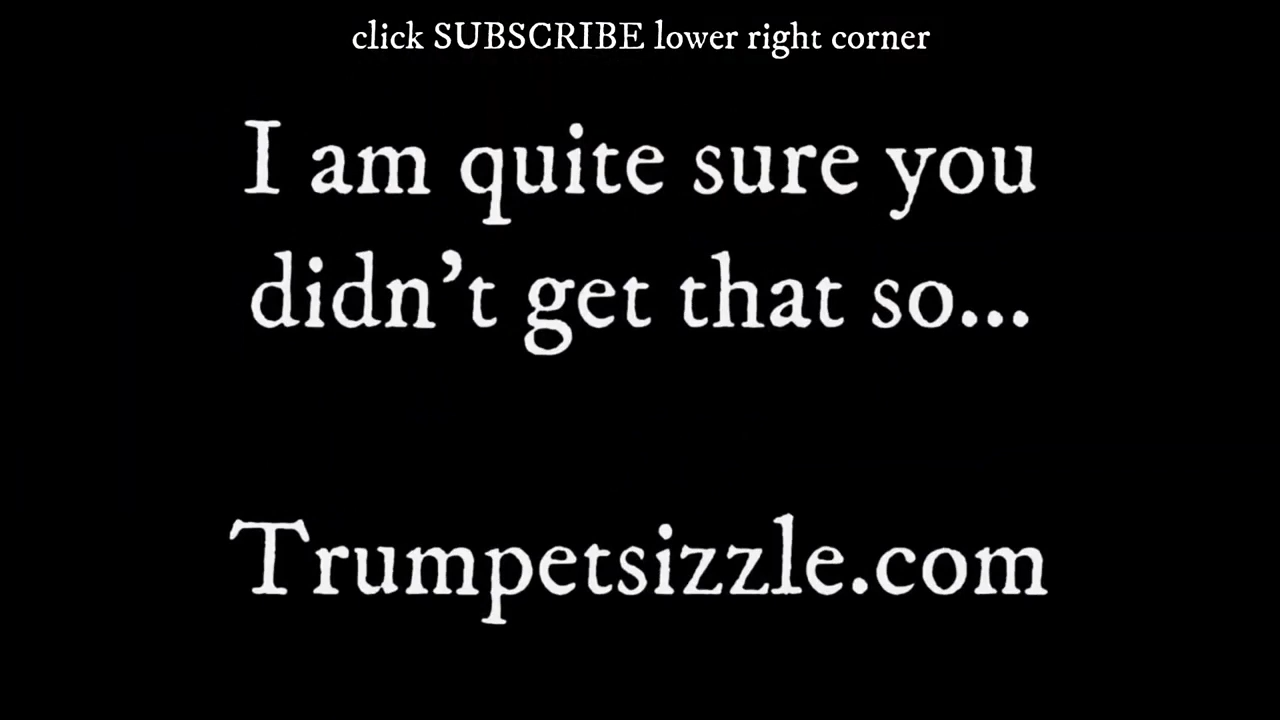 click SUBSCRIBE lower right corner
I am quite sure you
didn’t get that so...
Trumpetsizzle.com